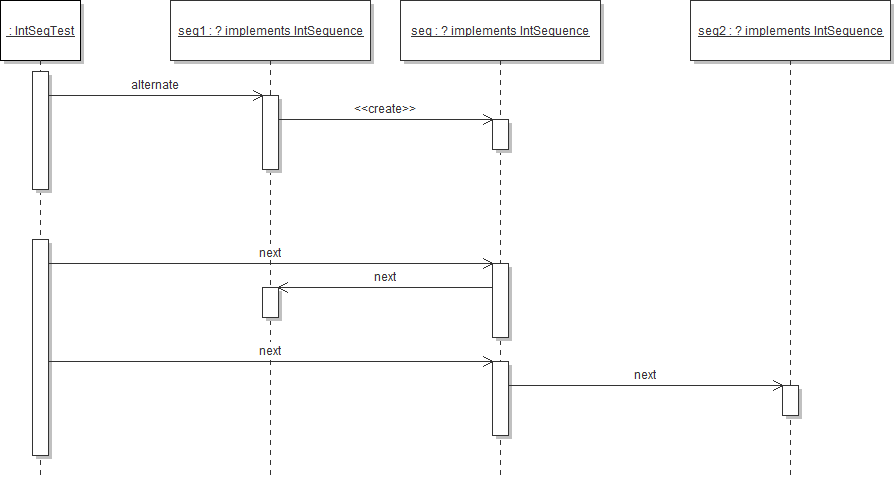 : IntSeqTest
seq1 : ? implements IntSequence
seq : ? implements IntSequence
seq2 : ? implements IntSequence
alternate
<<create>>
next
next
next
next